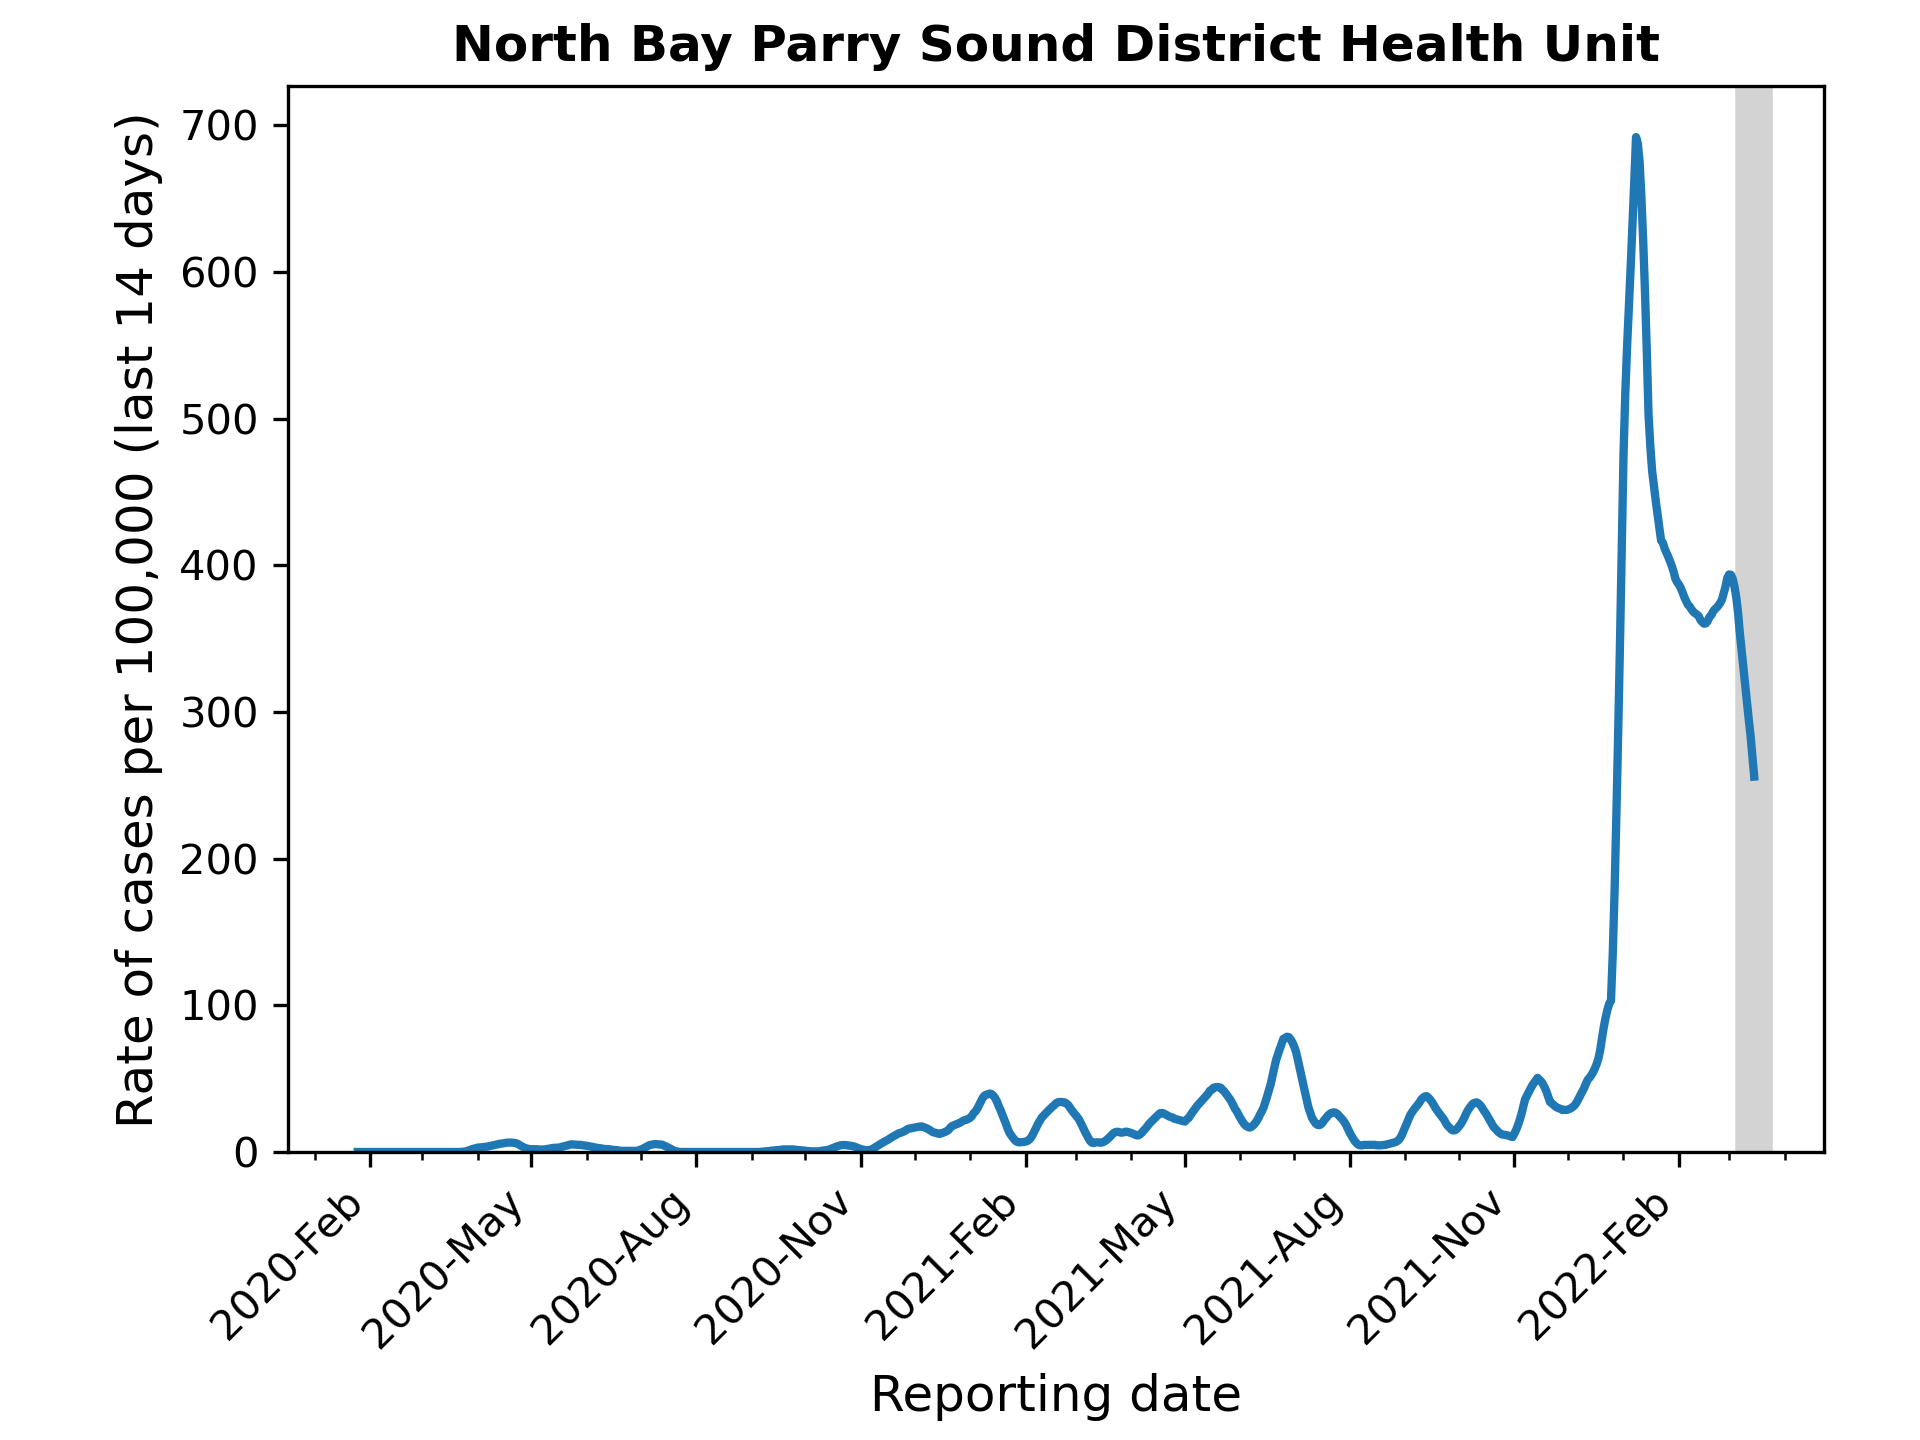 North Bay Parry Sound District Health Unit
Rate of cases per 100,000 (last 14 days)
700
600
500
400
300
200
100
0
2020-Feb
2020-May
2020-Aug
2020-Nov
2021-Feb
2021-May
2021-Aug
2021-Nov
2022-Feb
Reporting date